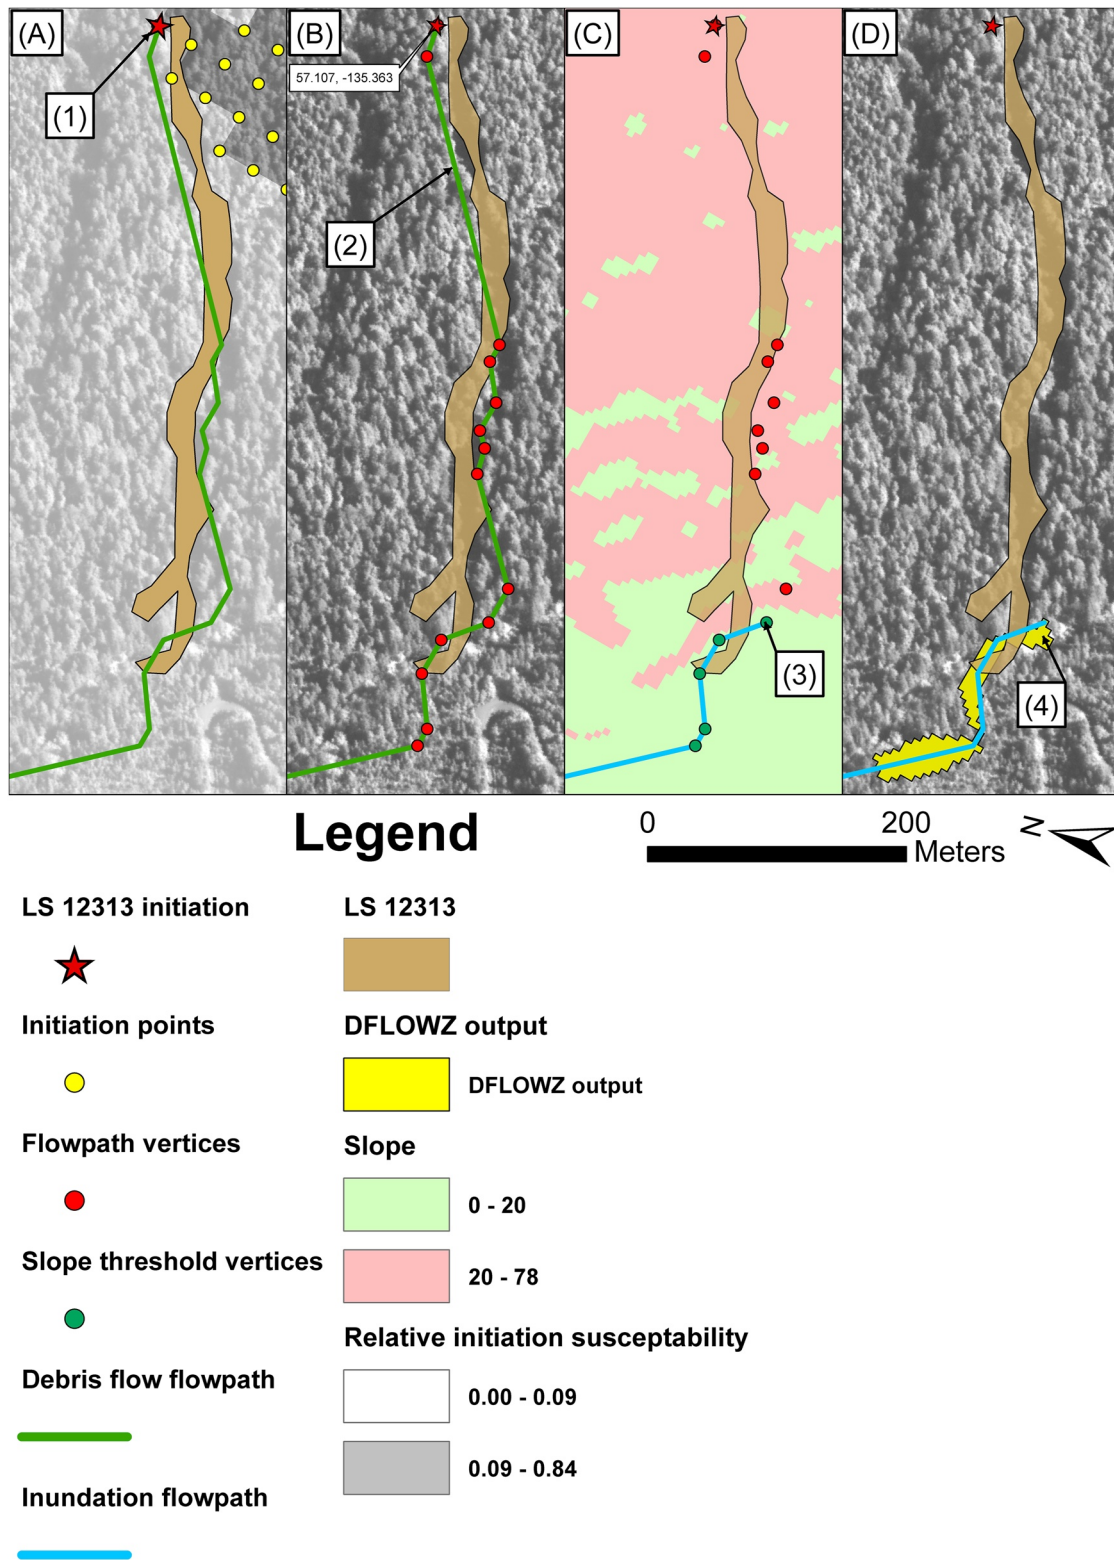 (A)
(B)
(C)
(D)
57.107, -135.363
(1)
(2)
(3)
(4)
Legend
0
200
Meters
N
LS 12313 initiation
Initiation points
Flowpath vertices
Slope threshold vertices
Debris flow flowpath
Inundation flowpath
LS 12313
DFLOWZ output
DFLOWZ output
Slope
0 - 20
20 - 78
Relative initiation susceptability
0.00 - 0.09
0.09 - 0.84